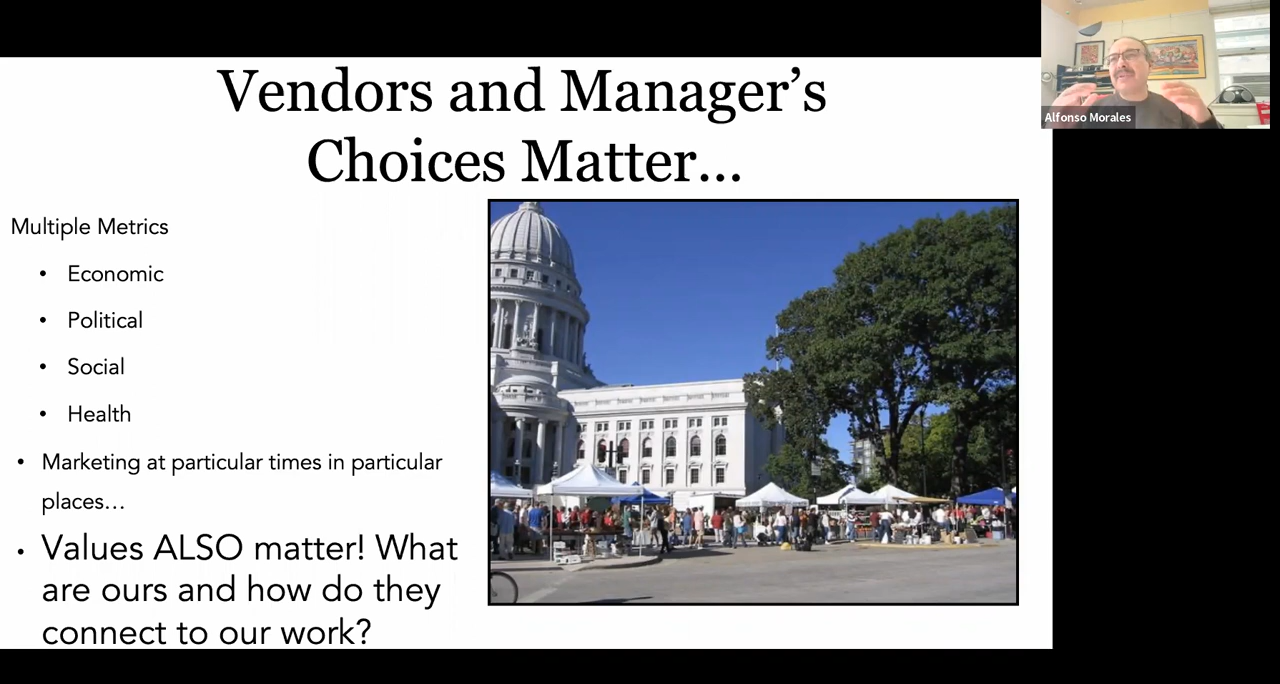 Vendors and Manager’s
Choices Matter…
Alfonso Morales
Multiple Metrics
• Economic
• Political
• Social
• Health
• Marketing at particular times in particular
places…
• Values ALSO matter! What
are ours and how do they
connect to our work?